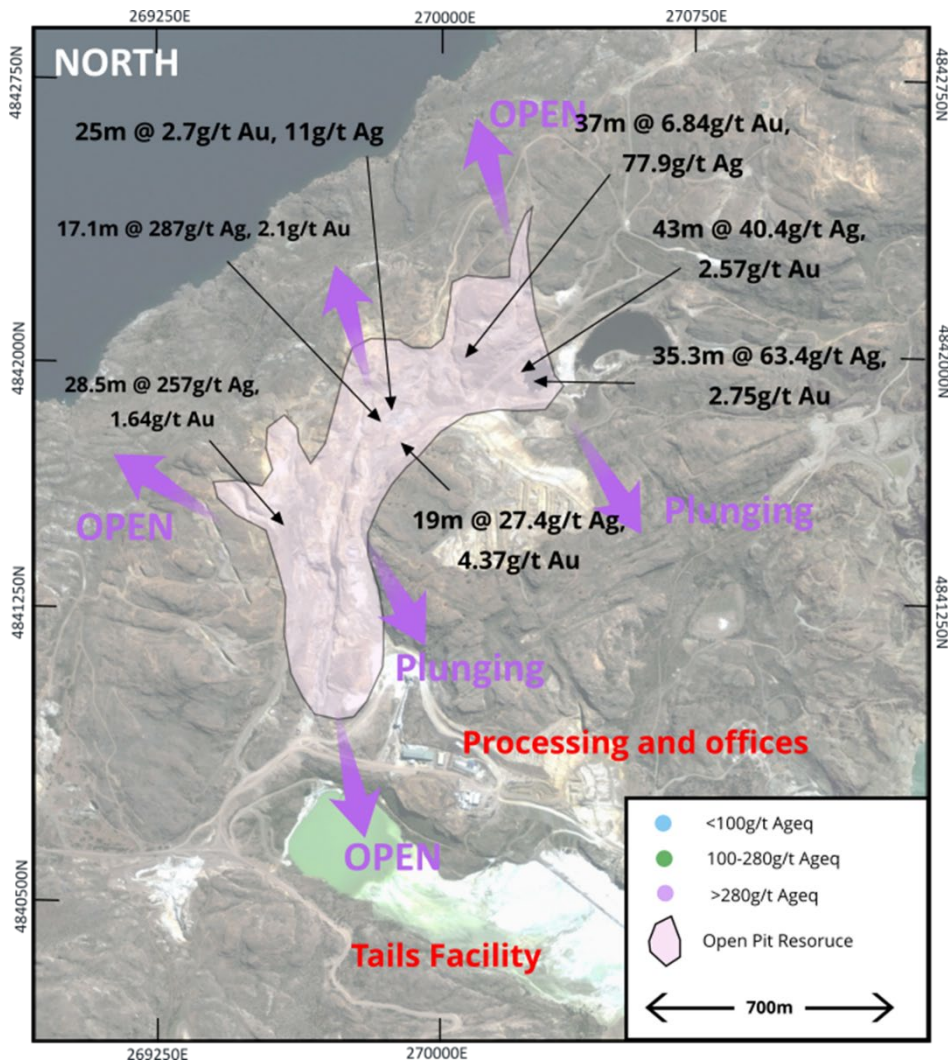 269250E
270000E
270750E
4842750N
4842750N
NORTH
OPEN
25m @ 2.7g/t Au, 11g/t Ag
37m @ 6.84g/t Au,
77.9g/t Ag
17.1m @ 287g/t Ag, 2.1g/t Au
43m @ 40.4g/t Ag,
2.57g/t Au
4842000N
4842000N
28.5m @ 257g/t Ag,
1.64g/t Au
35.3m @ 63.4g/t Ag,
2.75g/t Au
OPEN
Plunging
19m @ 27.4g/t Ag,
4.37g/t Au
4841250N
4841250N
Plunging
Processing and offices
OPEN
4840500N
Tails Facility
<100g/t Ageq
100-280g/t Ageq
>280g/t Ageq
Open Pit Resoruce
700m
269250E
270000E